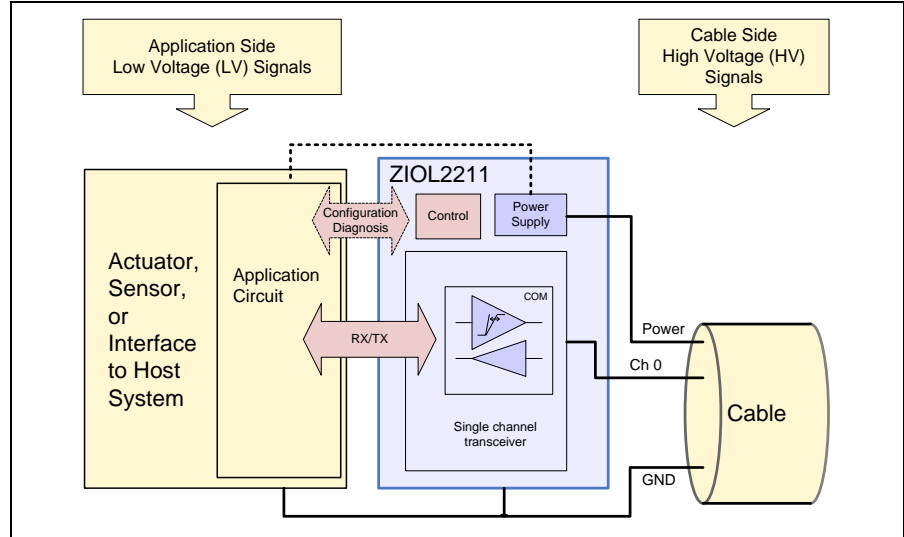 Application Side
Low Voltage (LV) Signals
Cable Side
High Voltage (HV)
Signals
ZIOL2211
Configuration
Diagnosis
Control
Power
Supply
Actuator,
Sensor,
or
Interface
to Host
System
Application
Circuit
COM
RX/TX
Single channel
transceiver
Power
Ch 0
GND
Cable